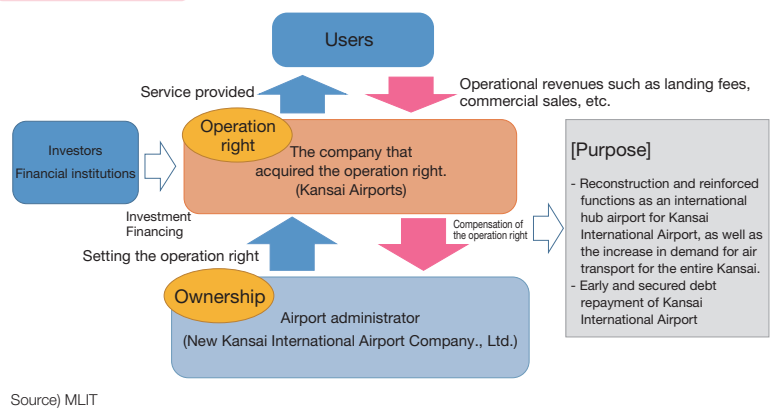 Users
Service provided
Operational revenues such as landing fees,
commercial sales, etc.
Operation
right
Investors
Financial institutions
The company that
acquired the operation right.
(Kansai Airports)
Investment
Financing
Setting the operation right
Compensation of
the operation right
[Purpose]
- Reconstruction and reinforced
functions as an international
hub airport for Kansai
International Airport, as well as
the increase in demand for air
transport for the entire Kansai.
- Early and secured debt
repayment of Kansai
International Airport
Ownership
Airport administrator
(New Kansai International Airport Company., Ltd.)
Source) MLIT